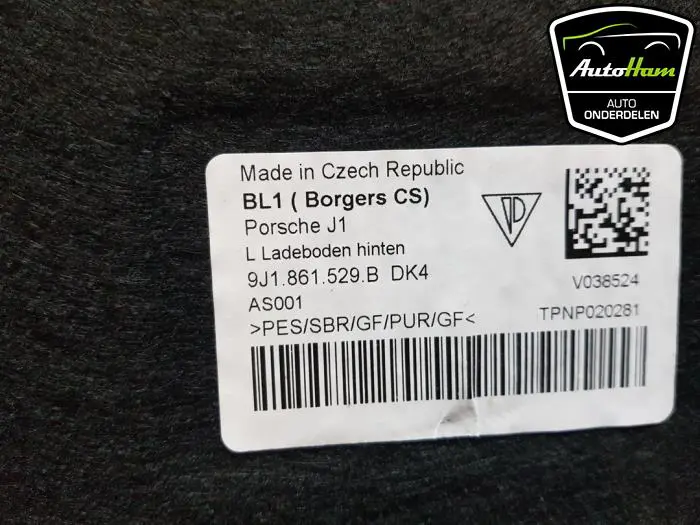 AutoHam
AUTO
ONDERDELEN
Made in Czech Republic
BL1 ( Borgers CS)
Porsche J1
L Ladeboden hinten
9J1.861.529.B DK4
AS001
>PES/SBR/GF/PUR/GF<
V038524
TPNP020281